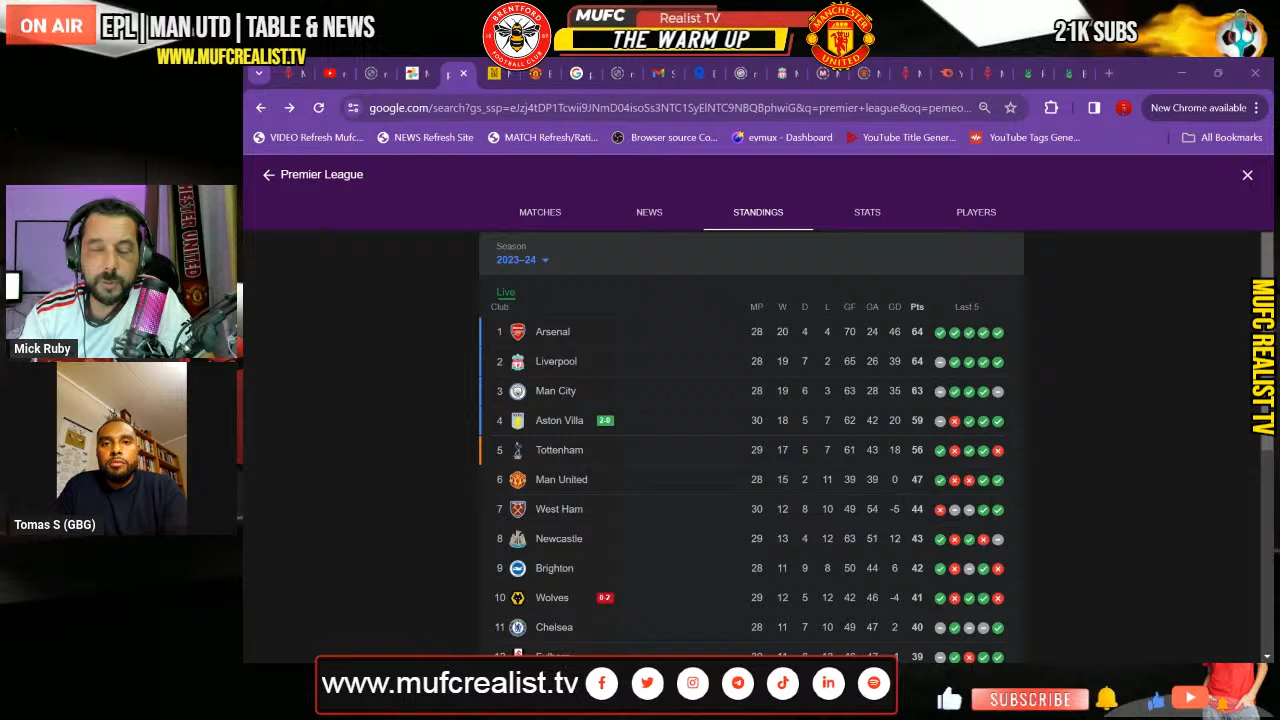 ON AIR
EPL | MAN.UTD | TABLE & NEWS
WWW.MUFCREALIST.TV
BRENTFORD
FOOTBALL CLUB
MUFC
Realist TV
THE WARM UP
MANCHESTER
UNITED
21K SUBS
google.com/search?gs_ssp=eJzj4tDP1Tcwii9JNmD04isoSs3NTC1SyElNTC9NBQBphwiG&q=premier+league&oq=pemeo...
New Chrome available
VIDEO Refresh Mufc...
NEWS Refresh Site
MATCH Refresh/Rati...
Browser source Co...
evmux - Dashboard
YouTube Title Gener...
YouTube Tags Gene...
All Bookmarks
Premier League
MATCHES
NEWS
STANDINGS
STATS
PLAYERS
Season
2023–24
Live
Club MP W D L GF GA GD Pts Last 5
1 Arsenal 28 20 4 4 70 24 46 64
2 Liverpool 28 19 7 2 65 26 39 64
3 Man City 28 19 6 3 63 28 35 63
4 Aston Villa 2-0 30 18 5 7 62 42 20 59
5 Tottenham 29 17 5 7 61 43 18 56
6 Man United 28 15 2 11 39 39 0 47
7 West Ham 30 12 8 10 49 54 -5 44
8 Newcastle 29 13 4 12 63 51 12 43
9 Brighton 28 11 9 8 50 44 6 42
10 Wolves 0-2 29 12 5 12 42 46 -4 41
11 Chelsea 28 11 7 10 49 47 2 40
39
Mick Ruby
Tomas S (GBG)
MUFC REALIST TV
www.mufcrealist.tv
SUBSCRIBE